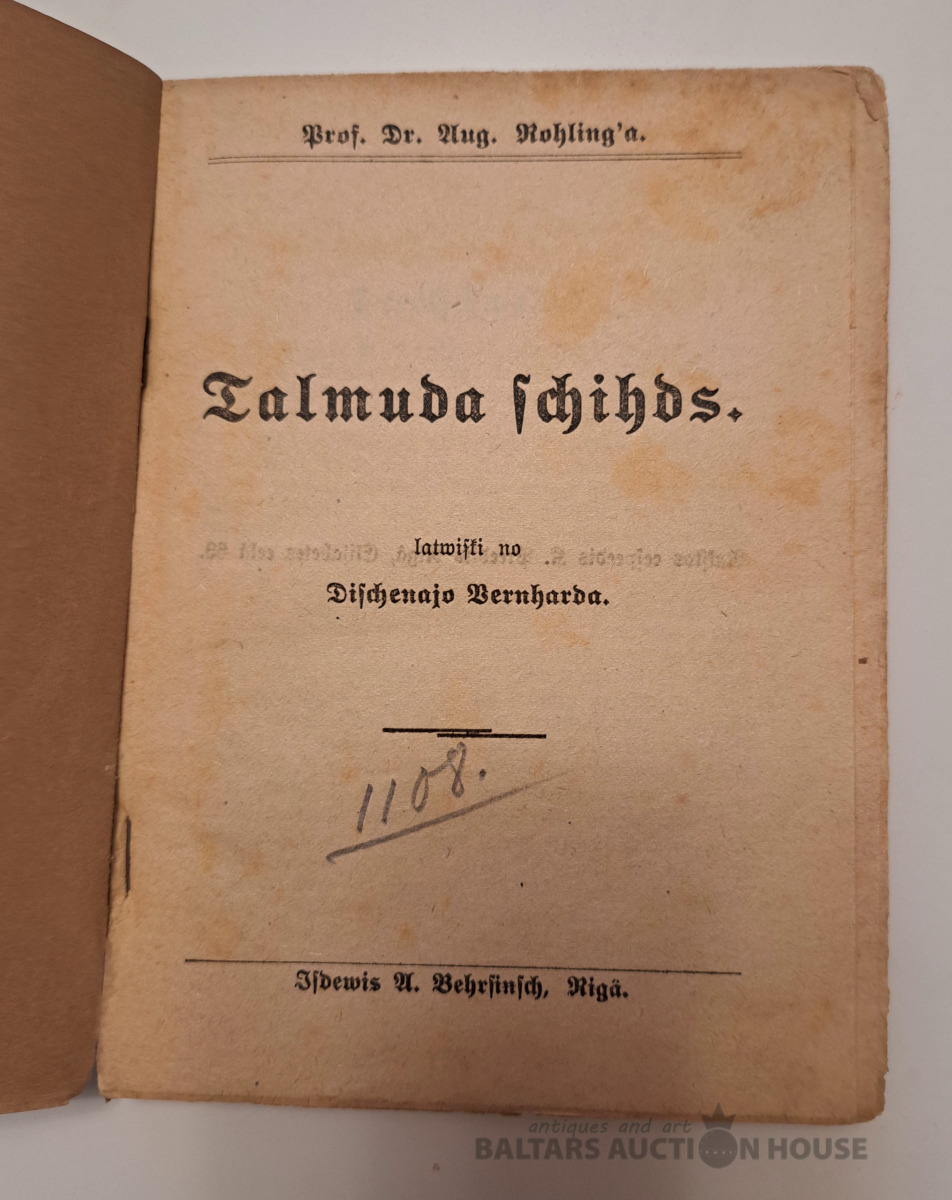 Prof. Dr. Aug. Rohling'a.
Talmuda ſchihds.
latwiſki no
Diſchenajo Bernharda.
1108.
Iſdewis A. Behrſinſch, Rigā.
antiques and art
BALTARS AUCTION HOUSE